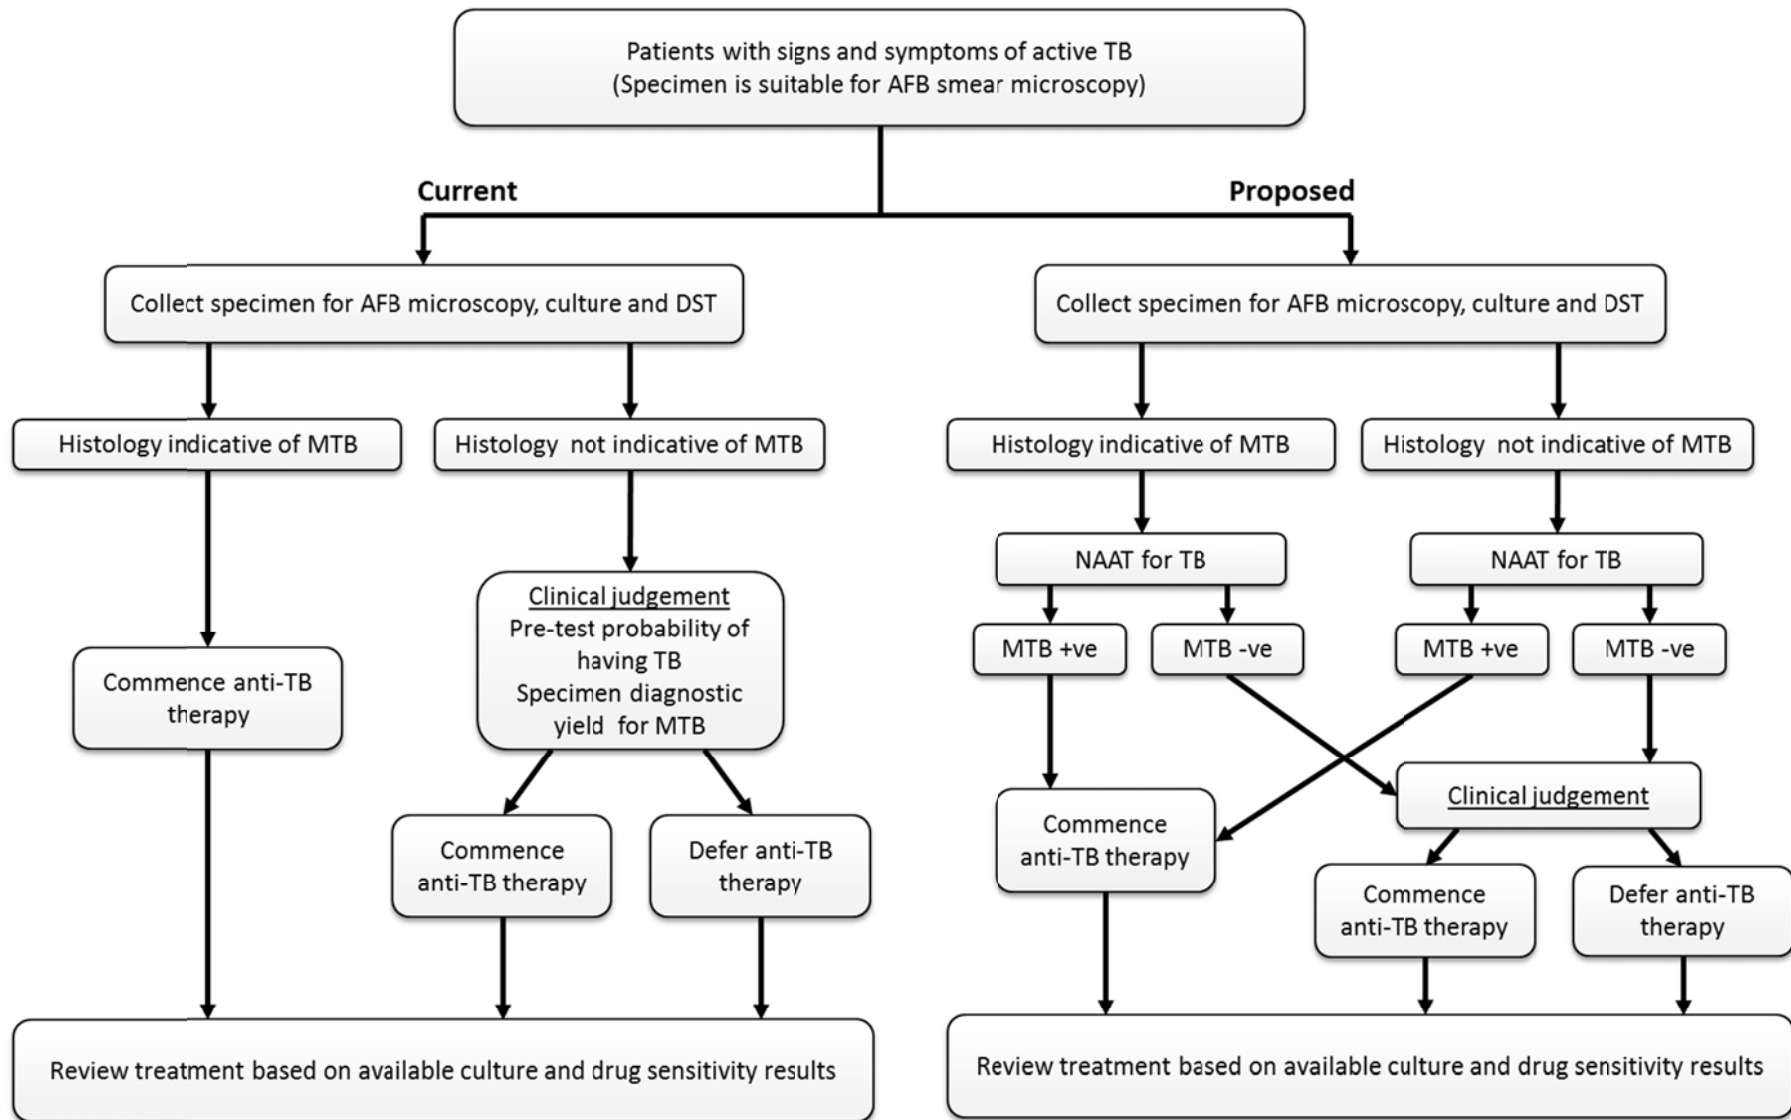 Patients with signs and symptoms of active TB
(Specimen is suitable for AFB smear microscopy)
Current
Proposed
Collect specimen for AFB microscopy, culture and DST
Collect specimen for AFB microscopy, culture and DST
Histology indicative of MTB
Histology not indicative of MTB
Histology indicative of MTB
Histology not indicative of MTB
NAAT for TB
NAAT for TB
Clinical judgement
Pre-test probability of
having TB
Specimen diagnostic
yield for MTB
MTB +ve
MTB -ve
MTB +ve
MTB -ve
Commence anti-TB
therapy
Clinical judgement
Commence
anti-TB therapy
Defer anti-TB
therapy
Commence
anti-TB therapy
Commence
anti-TB therapy
Defer anti-TB
therapy
Review treatment based on available culture and drug sensitivity results
Review treatment based on available culture and drug sensitivity results